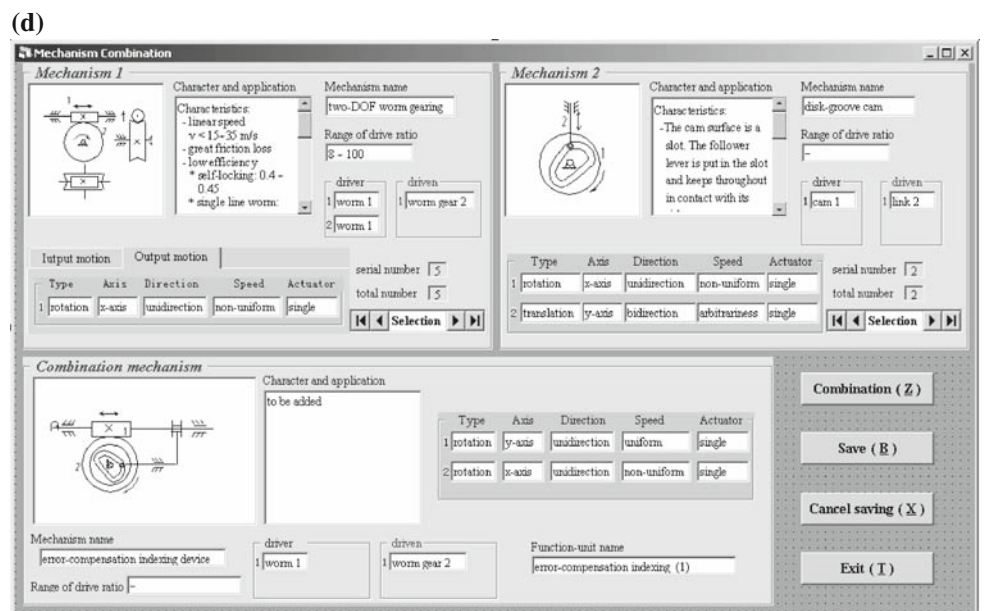 (d)
Mechanism Combination
Mechanism 1
Character and application
Characteristics:
- linear speed
v < 15-35 m/s
- great friction loss
- low efficiency
* self-locking: 0.4 -
0.45
* single line worm:
Mechanism name
two-DOF worm gearing
Range of drive ratio
8 - 100
driver
1 worm 1
2 worm 1
driven
1 worm gear 2
Iutput motion
Output motion
Type Axis Direction Speed Actuator
1 rotation x-axis unidirection non-uniform single
serial number 5
total number 5
Selection
Mechanism 2
Character and application
Characteristics:
-The cam surface is a
slot. The follower
lever is put in the slot
and keeps throughout
in contact with its
Mechanism name
disk-groove cam
Range of drive ratio
-
driver
1 cam 1
driven
1 link 2
Type Axis Direction Speed Actuator
1 rotation x-axis unidirection non-uniform single
2 translation y-axis bidirection arbitrariness single
serial number 2
total number 2
Selection
Combination mechanism
Character and application
to be added
Type Axis Direction Speed Actuator
1 rotation y-axis unidirection uniform single
2 rotation x-axis unidirection non-uniform single
Mechanism name
error-compensation indexing device
Range of drive ratio -
driver
1 worm 1
driven
1 worm gear 2
Function-unit name
error-compensation indexing (1)
Combination ( Z )
Save ( B )
Cancel saving ( X )
Exit ( T )